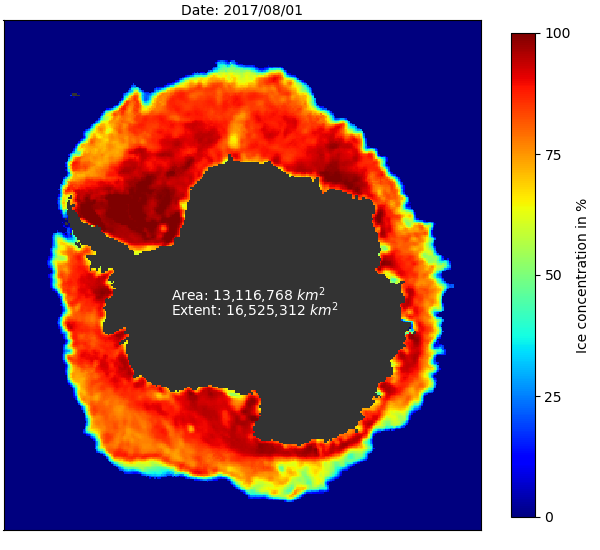 Date: 2017/08/01
100
75
50
25
0
Ice concentration in %
Area: 13,116,768 km²
Extent: 16,525,312 km²